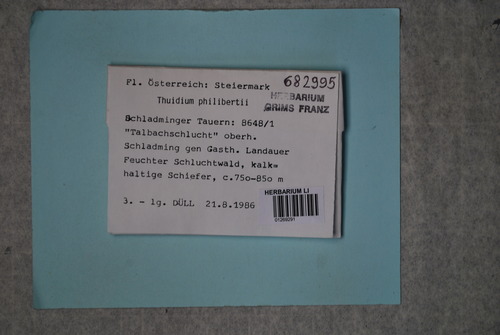 Fl. Österreich: Steiermark
682995
Thuidium philibertii
HERBARIUM
GRIMS FRANZ
Schladminger Tauern: 8648/1
"Talbachschlucht" oberh.
Schladming gen Gasth. Landauer
Feuchter Schluchtwald, kalk=
haltige Schiefer, c.750-850 m
HERBARIUM LI
3. - lg. DÜLL 21.8.1986